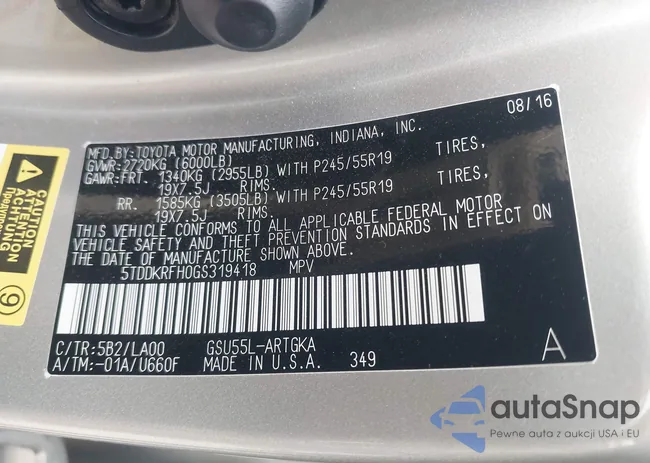 08/16
MFD.BY:TOYOTA MOTOR MANUFACTURING, INDIANA, INC.
GVWR:2720KG (6000LB)
GAWR:FRT. 1340KG (2955LB) WITH P245/55R19 TIRES,
19X7.5J RIMS.
RR. 1585KG (3505LB) WITH P245/55R19 TIRES,
19X7.5J RIMS.
THIS VEHICLE CONFORMS TO ALL APPLICABLE FEDERAL MOTOR
VEHICLE SAFETY AND THEFT PREVENTION STANDARDS IN EFFECT ON
THE DATE OF MANUFACTURE SHOWN ABOVE.
5TDDKRFH0GS319418 MPV
C/TR:5B2/LA00 GSU55L-ARTGKA
A/TM:-01A/U660F MADE IN U.S.A. 349
A
CAUTION
ATTENTION
ACHTUNG
9
autaSnap
Pewne auta z aukcji USA i EU